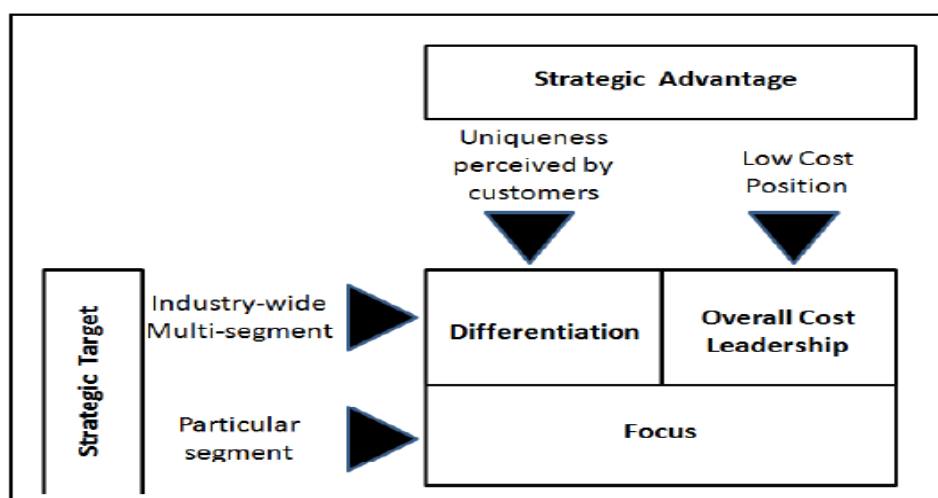 Strategic Advantage
Uniqueness
perceived by
customers
Low Cost
Position
Strategic Target
Industry-wide
Multi-segment
Differentiation
Overall Cost
Leadership
Particular
segment
Focus